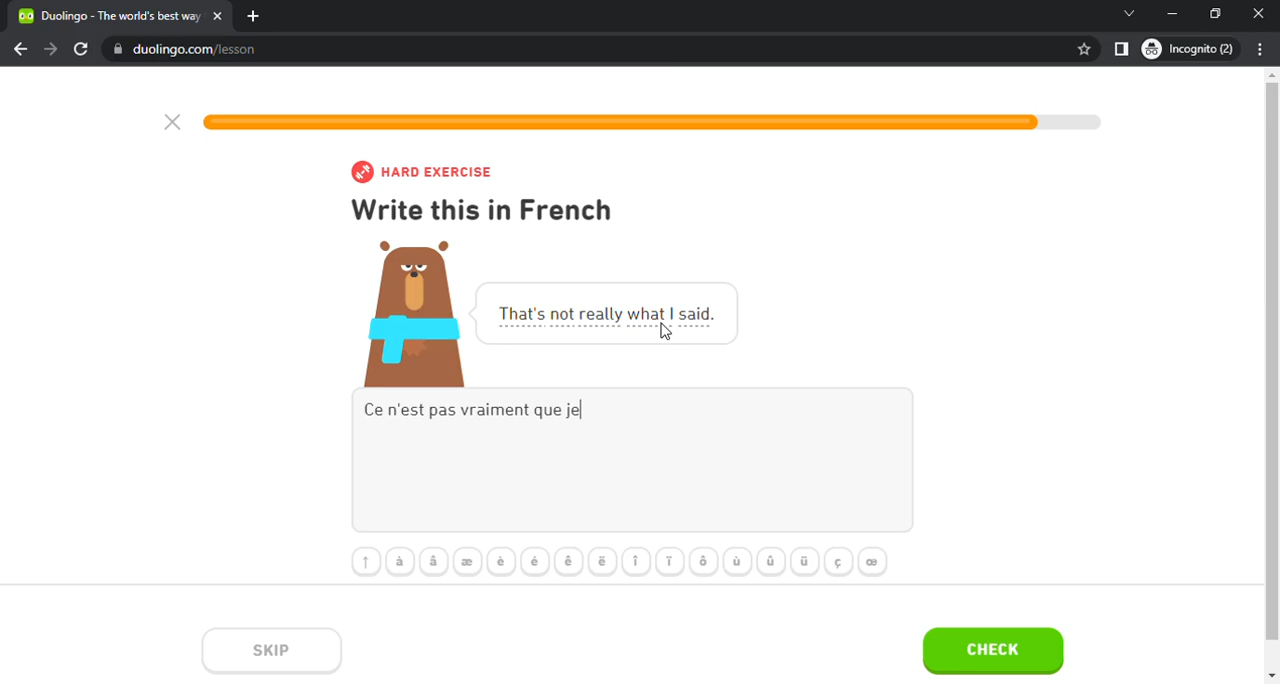 Duolingo - The world's best way
duolingo.com/lesson
Incognito (2)
HARD EXERCISE
Write this in French
That's not really what I said.
Ce n'est pas vraiment que je
↑ à â æ è é ê ë î ï ô ù û ü ç œ
SKIP
CHECK